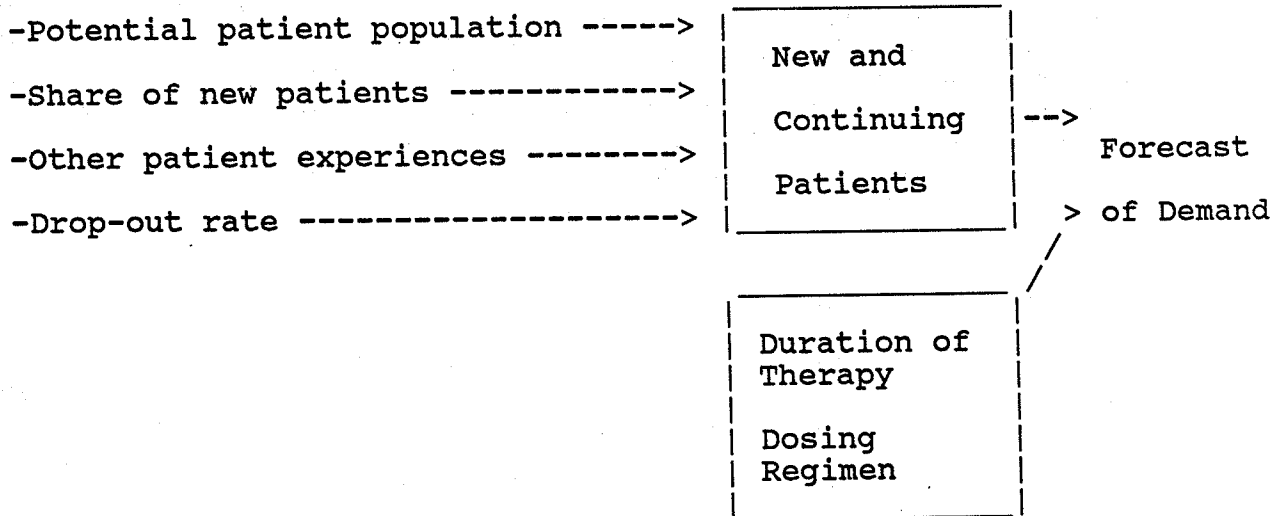 -Potential patient population ----->
-Share of new patients ------------>
-Other patient experiences -------->
-Drop-out rate -------------------->
New and
Continuing
Patients
-->
Forecast
> of Demand
Duration of
Therapy
Dosing
Regimen